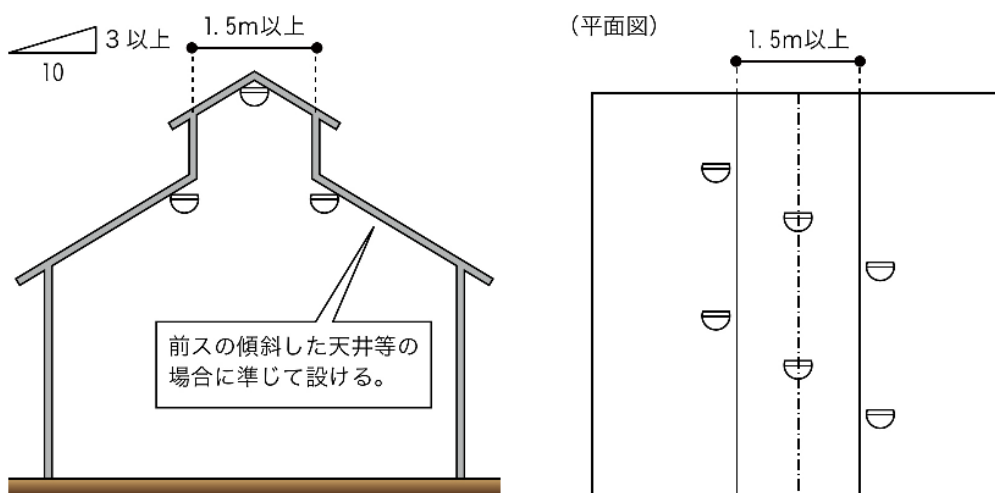 3以上
10
1.5m以上
前スの傾斜した天井等の
場合に準じて設ける。
（平面図）
1.5m以上